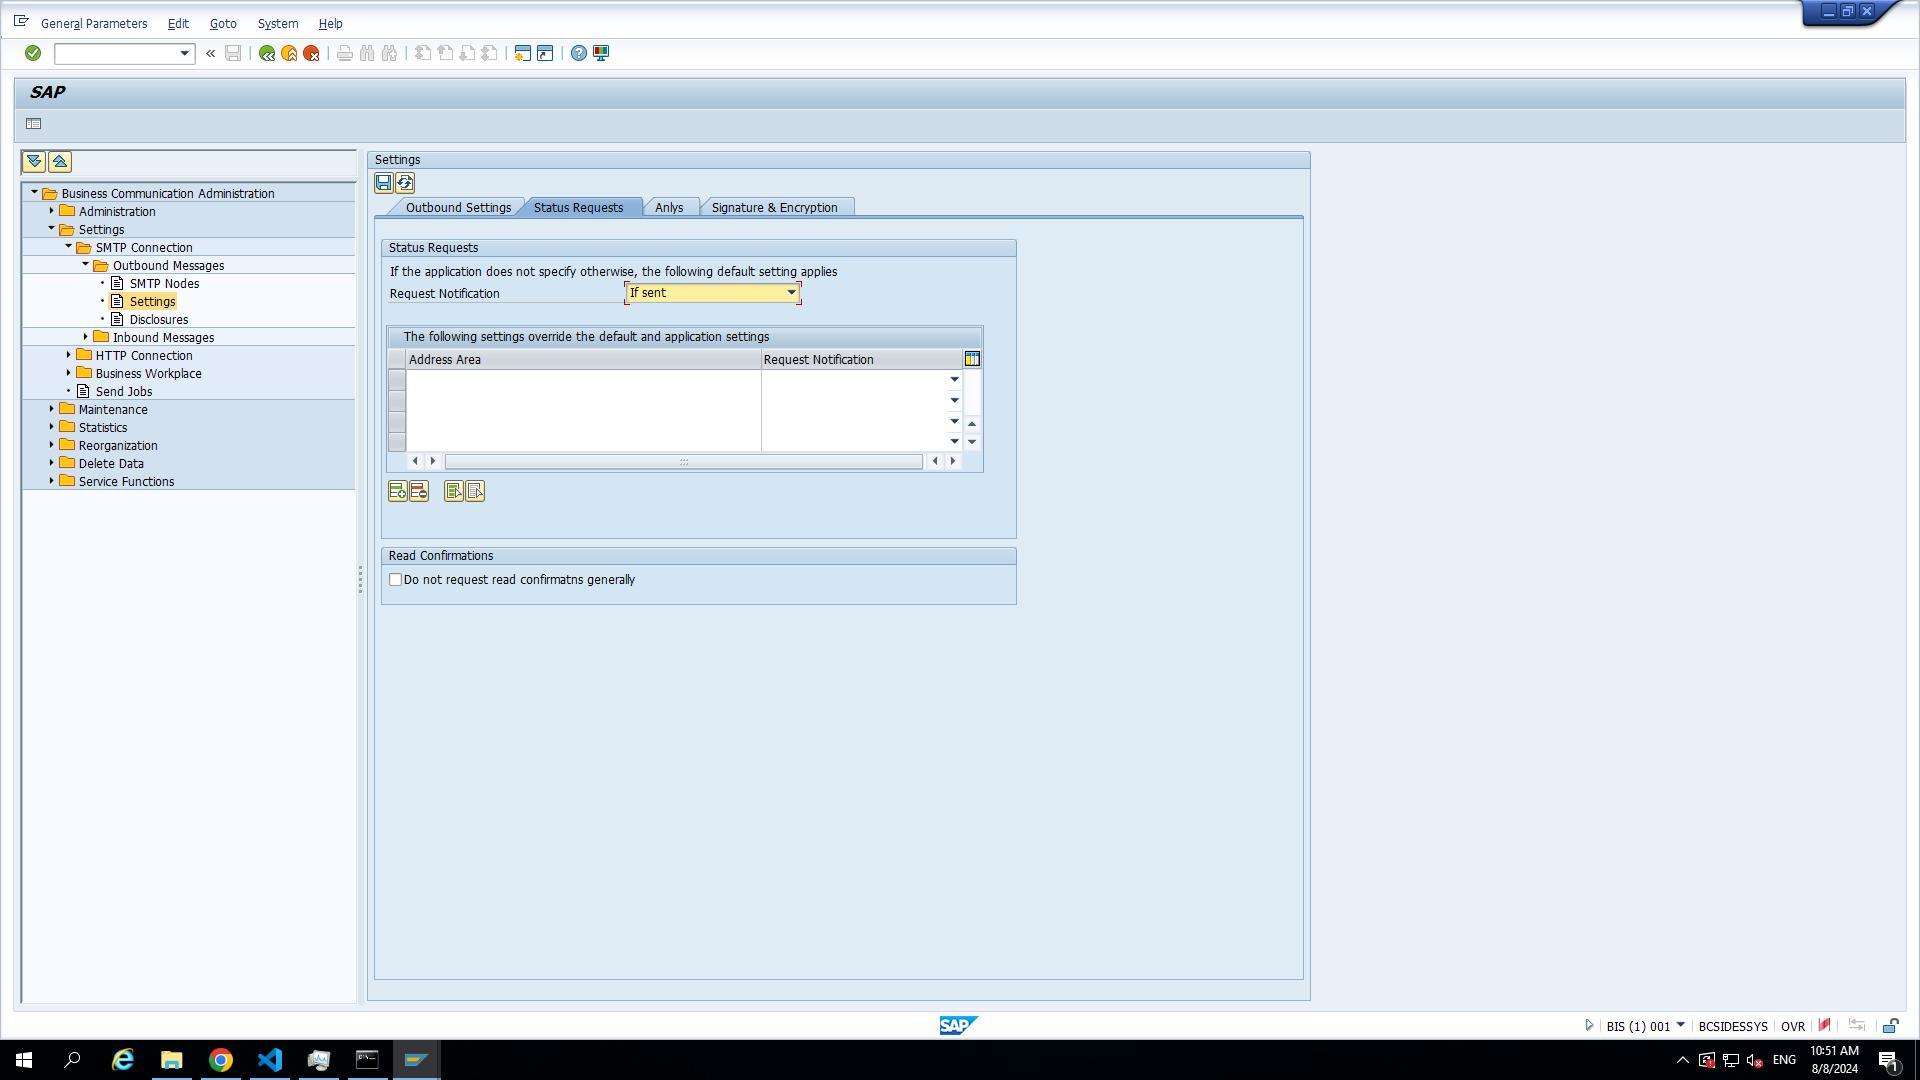 General Parameters Edit Goto System Help
SAP
Business Communication Administration
Administration
Settings
SMTP Connection
Outbound Messages
SMTP Nodes
Settings
Disclosures
Inbound Messages
HTTP Connection
Business Workplace
Send Jobs
Maintenance
Statistics
Reorganization
Delete Data
Service Functions
Settings
Outbound Settings Status Requests Anlys Signature & Encryption
Status Requests
If the application does not specify otherwise, the following default setting applies
Request Notification If sent
The following settings override the default and application settings
Address Area Request Notification
Read Confirmations
Do not request read confirmatns generally
SAP
BIS (1) 001 BCSIDESSYS OVR
ENG
10:51 AM
8/8/2024
1